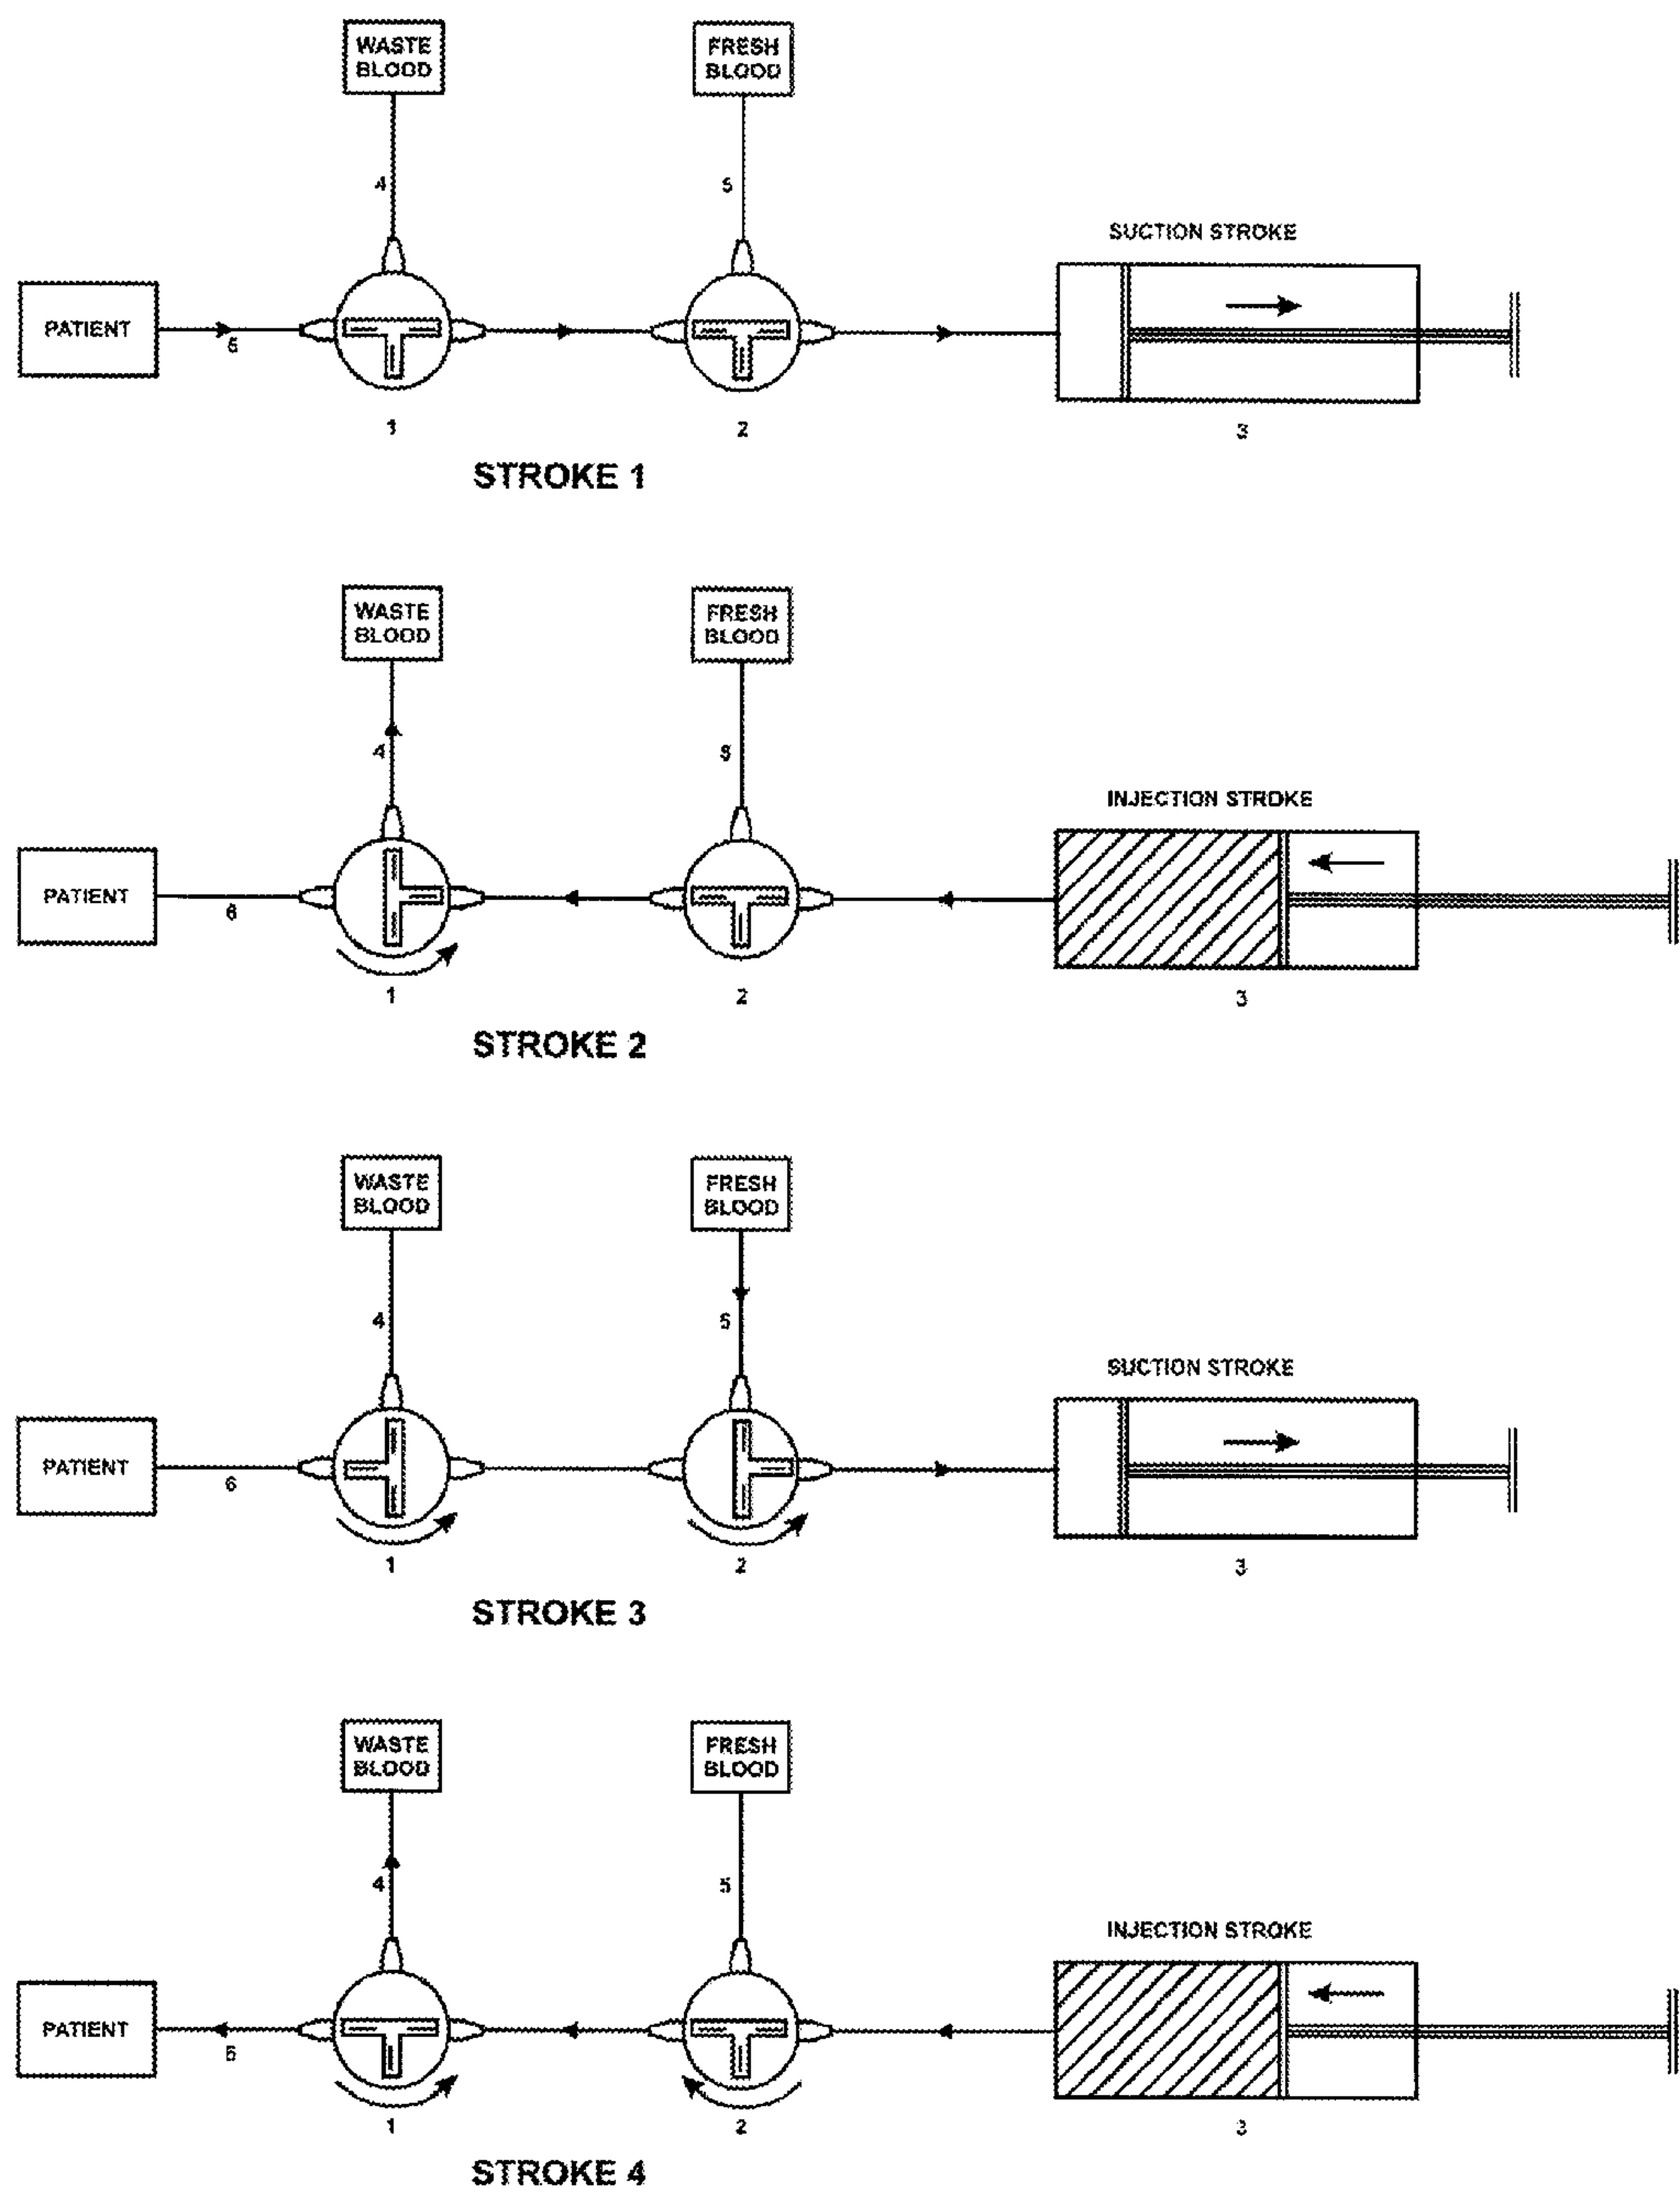 WASTE
BLOOD
FRESH
BLOOD
4
5
SUCTION STROKE
PATIENT
6
1
2
3
STROKE 1
WASTE
BLOOD
FRESH
BLOOD
4
5
INJECTION STROKE
PATIENT
6
1
2
3
STROKE 2
WASTE
BLOOD
FRESH
BLOOD
4
5
SUCTION STROKE
PATIENT
6
1
2
3
STROKE 3
WASTE
BLOOD
FRESH
BLOOD
4
5
INJECTION STROKE
PATIENT
6
1
2
3
STROKE 4